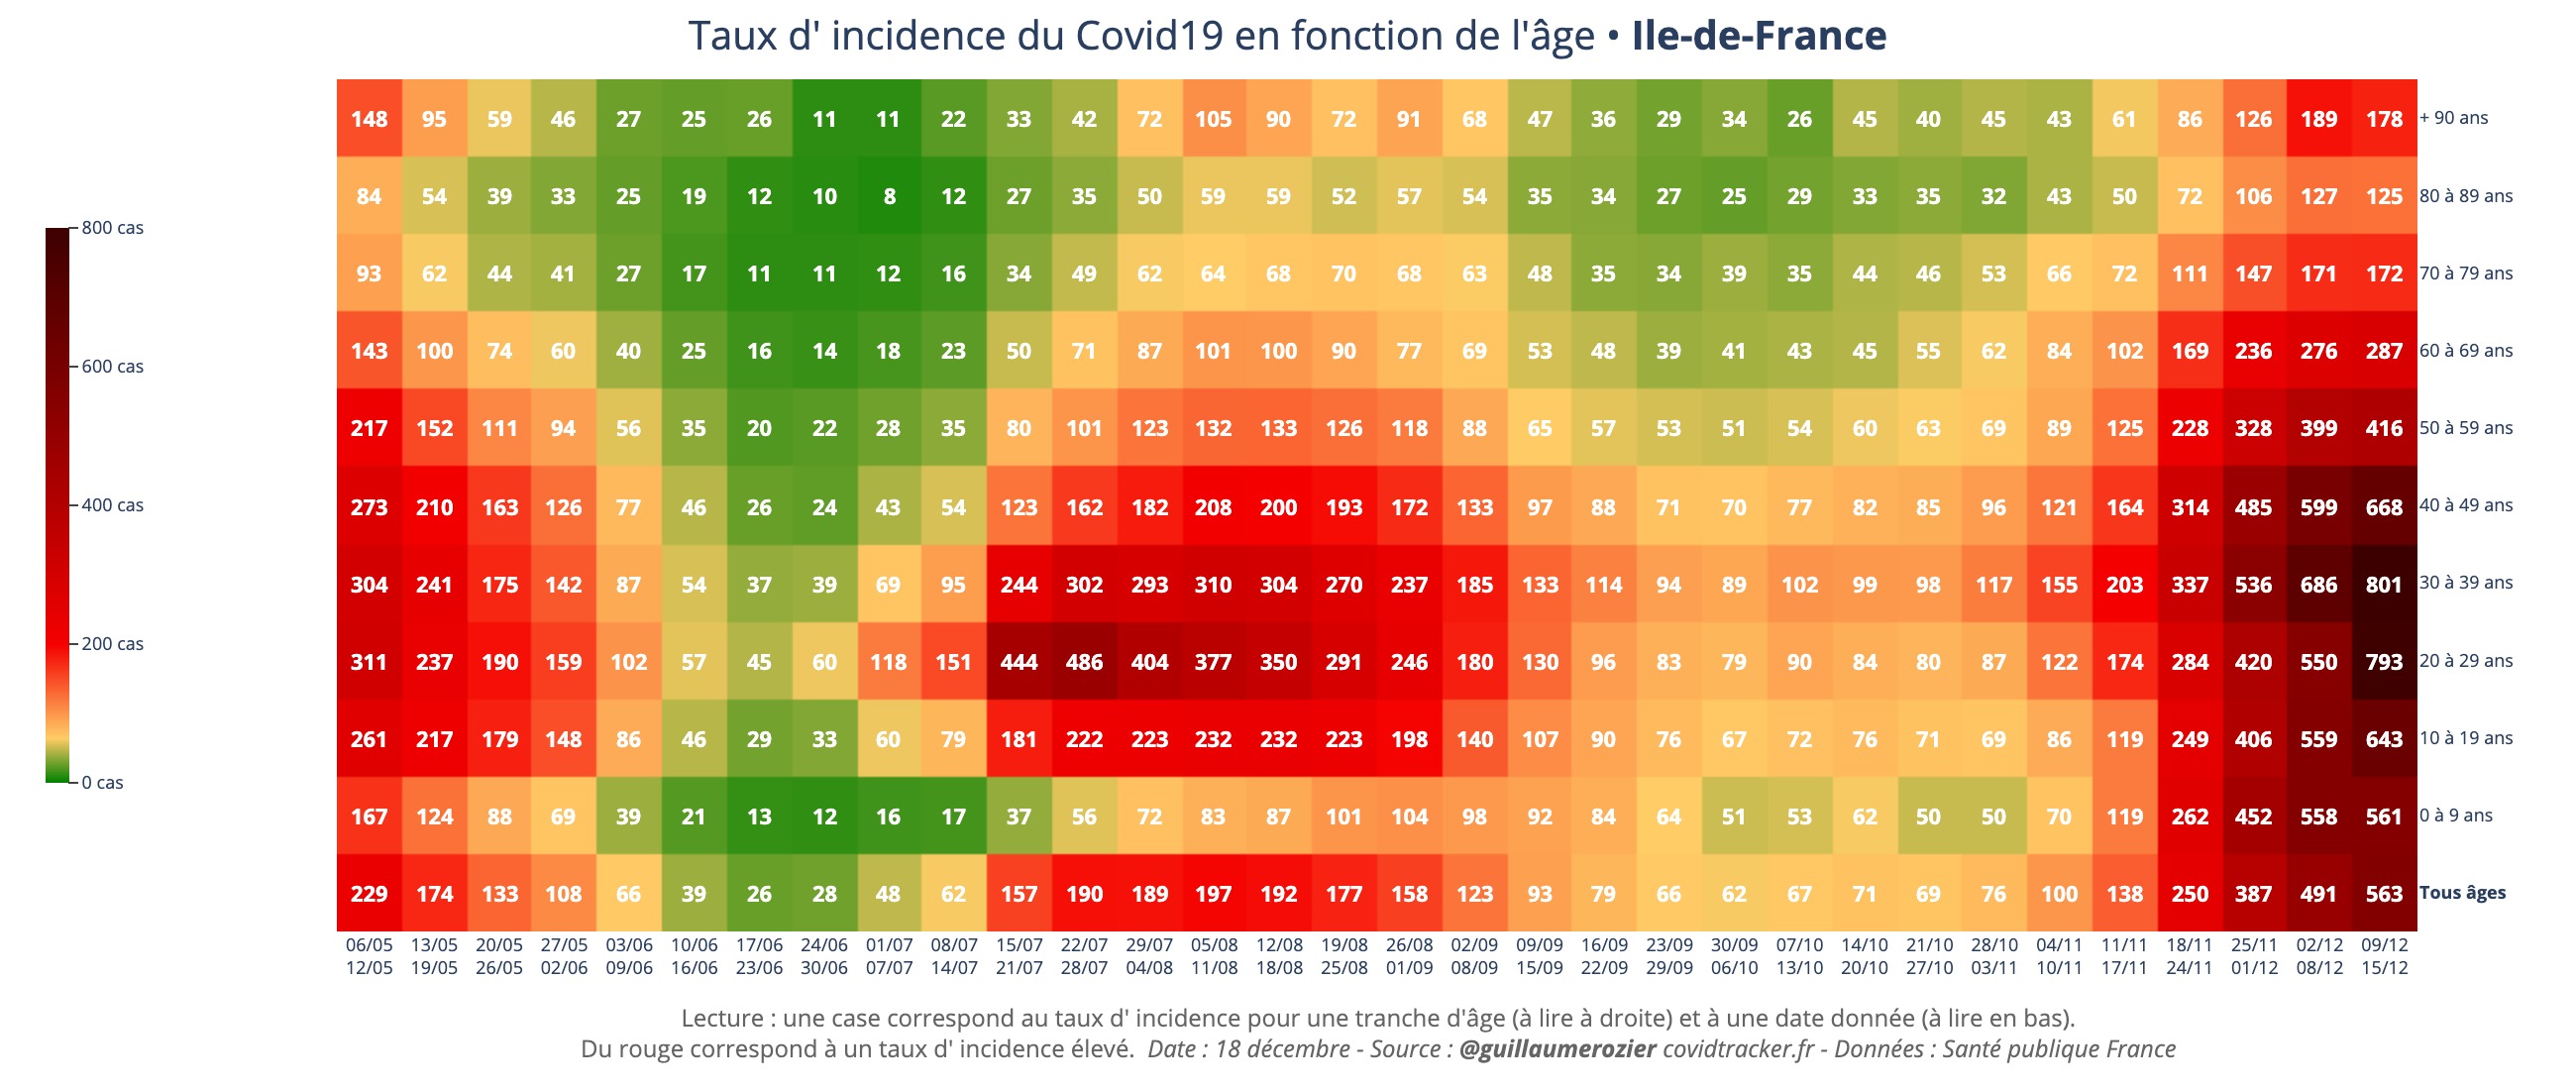 Taux d' incidence du Covid19 en fonction de l'âge • Ile-de-France
148 95 59 46 27 25 26 11 11 22 33 42 72 105 90 72 91 68 47 36 29 34 26 45 40 45 43 61 86 126 189 178 + 90 ans
84 54 39 33 25 19 12 10 8 12 27 35 50 59 59 52 57 54 35 34 27 25 29 33 35 32 43 50 72 106 127 125 80 à 89 ans
800 cas
93 62 44 41 27 17 11 11 12 16 34 49 62 64 68 70 68 63 48 35 34 39 35 44 46 53 66 72 111 147 171 172 70 à 79 ans
143 100 74 60 40 25 16 14 18 23 50 71 87 101 100 90 77 69 53 48 39 41 43 45 55 62 84 102 169 236 276 287 60 à 69 ans
600 cas
217 152 111 94 56 35 20 22 28 35 80 101 123 132 133 126 118 88 65 57 53 51 54 60 63 69 89 125 228 328 399 416 50 à 59 ans
400 cas
273 210 163 126 77 46 26 24 43 54 123 162 182 208 200 193 172 133 97 88 71 70 77 82 85 96 121 164 314 485 599 668 40 à 49 ans
304 241 175 142 87 54 37 39 69 95 244 302 293 310 304 270 237 185 133 114 94 89 102 99 98 117 155 203 337 536 686 801 30 à 39 ans
200 cas
311 237 190 159 102 57 45 60 118 151 444 486 404 377 350 291 246 180 130 96 83 79 90 84 80 87 122 174 284 420 550 793 20 à 29 ans
261 217 179 148 86 46 29 33 60 79 181 222 223 232 232 223 198 140 107 90 76 67 72 76 71 69 86 119 249 406 559 643 10 à 19 ans
0 cas
167 124 88 69 39 21 13 12 16 17 37 56 72 83 87 101 104 98 92 84 64 51 53 62 50 50 70 119 262 452 558 561 0 à 9 ans
229 174 133 108 66 39 26 28 48 62 157 190 189 197 192 177 158 123 93 79 66 62 67 71 69 76 100 138 250 387 491 563 Tous âges
06/05 13/05 20/05 27/05 03/06 10/06 17/06 24/06 01/07 08/07 15/07 22/07 29/07 05/08 12/08 19/08 26/08 02/09 09/09 16/09 23/09 30/09 07/10 14/10 21/10 28/10 04/11 11/11 18/11 25/11 02/12 09/12
12/05 19/05 26/05 02/06 09/06 16/06 23/06 30/06 07/07 14/07 21/07 28/07 04/08 11/08 18/08 25/08 01/09 08/09 15/09 22/09 29/09 06/10 13/10 20/10 27/10 03/11 10/11 17/11 24/11 01/12 08/12 15/12
Lecture : une case correspond au taux d' incidence pour une tranche d'âge (à lire à droite) et à une date donnée (à lire en bas).
Du rouge correspond à un taux d' incidence élevé. Date : 18 décembre - Source : @guillaumerozier covidtracker.fr - Données : Santé publique France